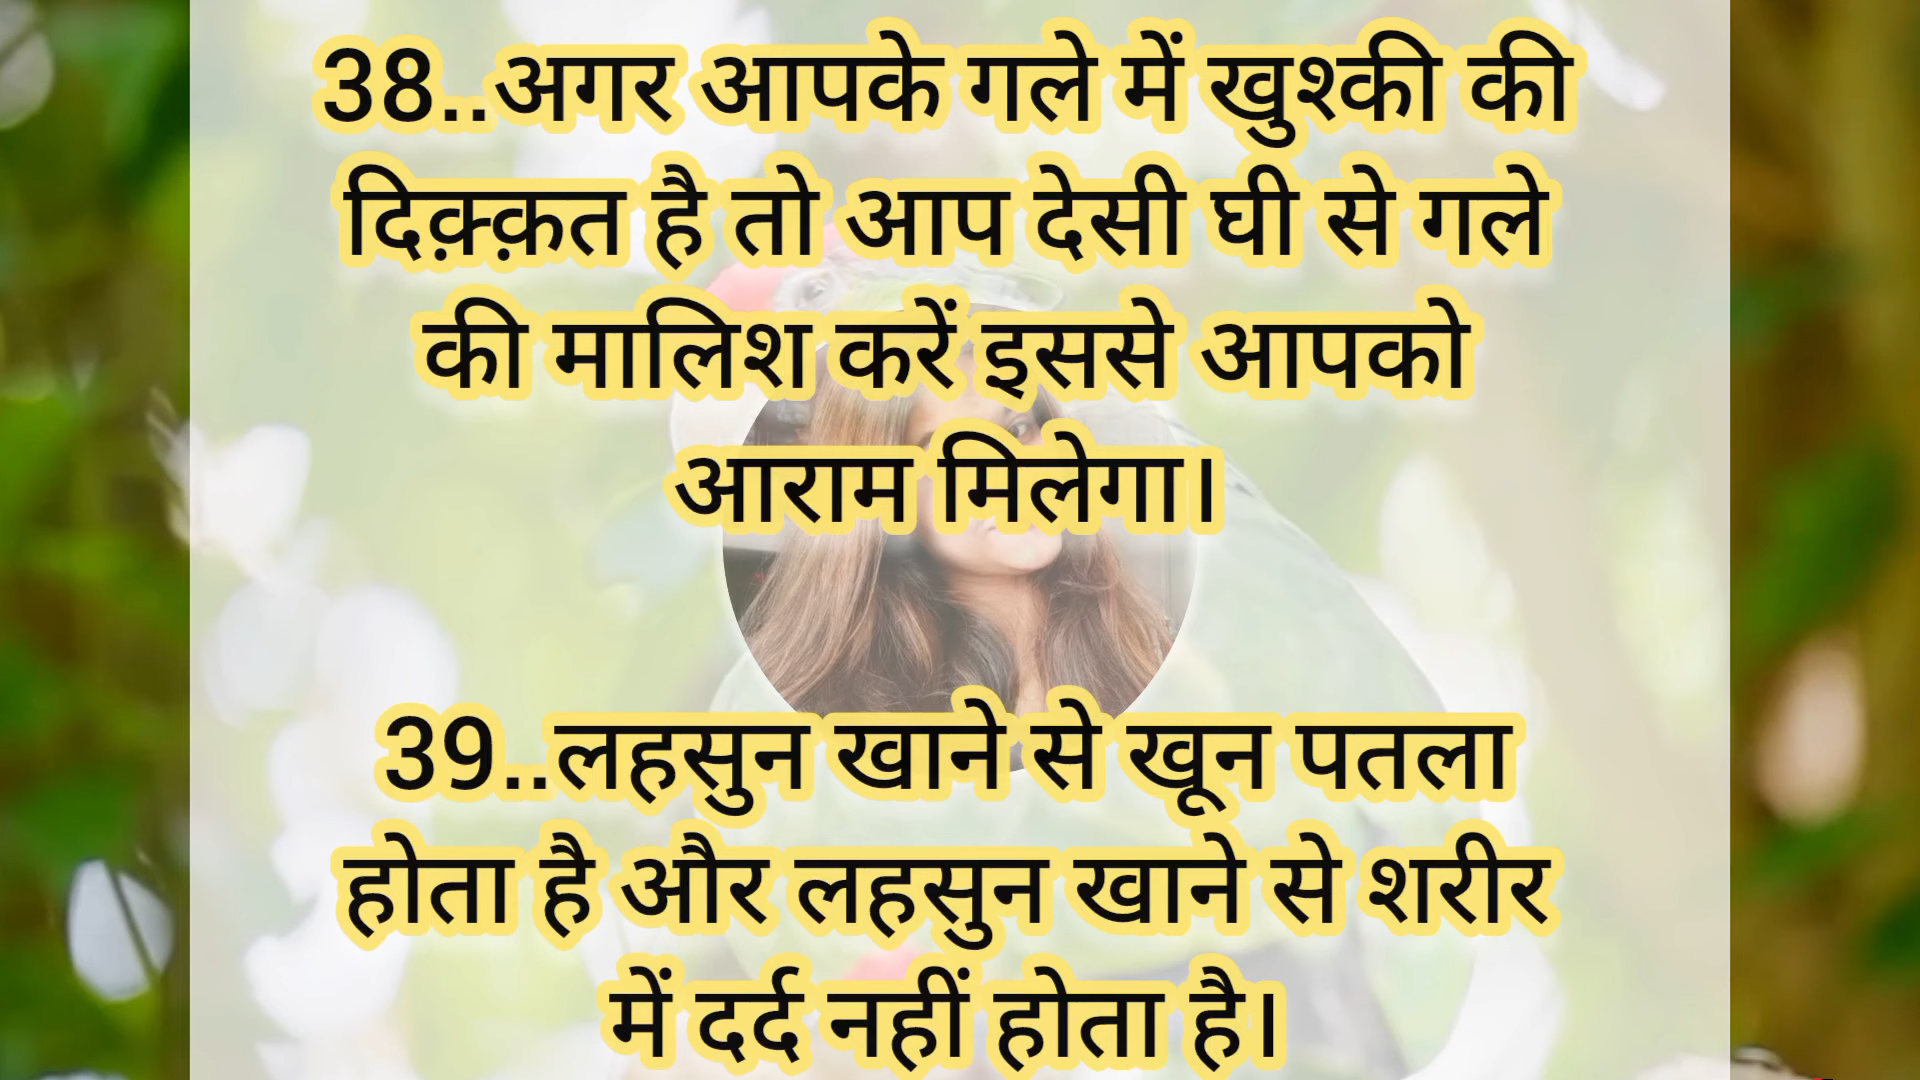 38..अगर आपके गले में खुश्की की
दिक़्क़त है तो आप देसी घी से गले
की मालिश करें इससे आपको
आराम मिलेगा।
39..लहसुन खाने से खून पतला
होता है और लहसुन खाने से शरीर
में दर्द नहीं होता है।